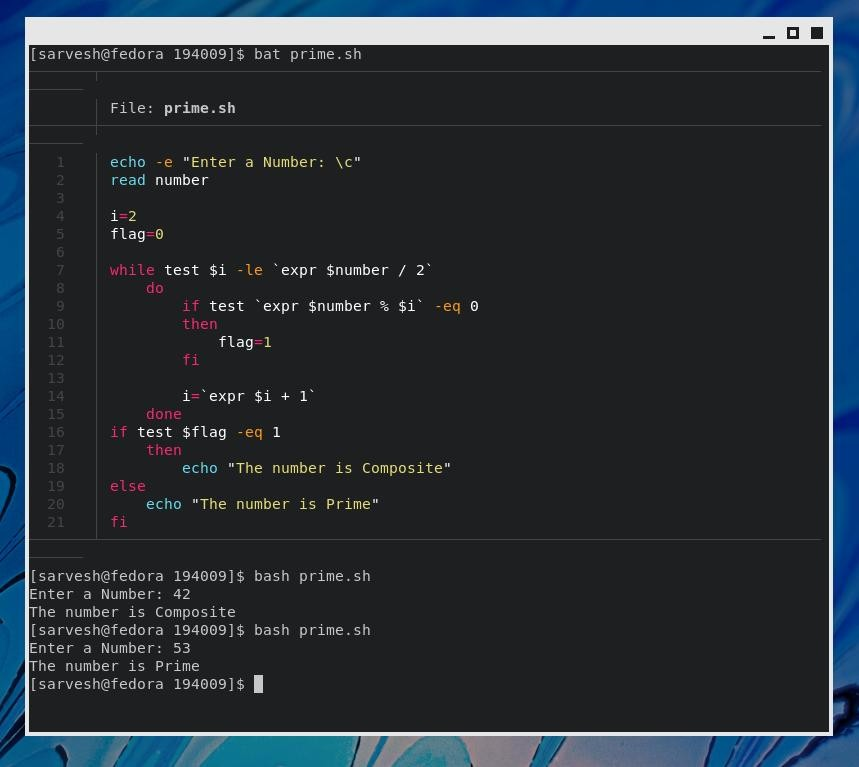 [sarvesh@fedora 194009]$ bat prime.sh
File: prime.sh
1 echo -e "Enter a Number: \c"
2 read number
3
4 i=2
5 flag=0
6
7 while test $i -le `expr $number / 2`
8 do
9 if test `expr $number % $i` -eq 0
10 then
11 flag=1
12 fi
13
14 i=`expr $i + 1`
15 done
16 if test $flag -eq 1
17 then
18 echo "The number is Composite"
19 else
20 echo "The number is Prime"
21 fi
[sarvesh@fedora 194009]$ bash prime.sh
Enter a Number: 42
The number is Composite
[sarvesh@fedora 194009]$ bash prime.sh
Enter a Number: 53
The number is Prime
[sarvesh@fedora 194009]$